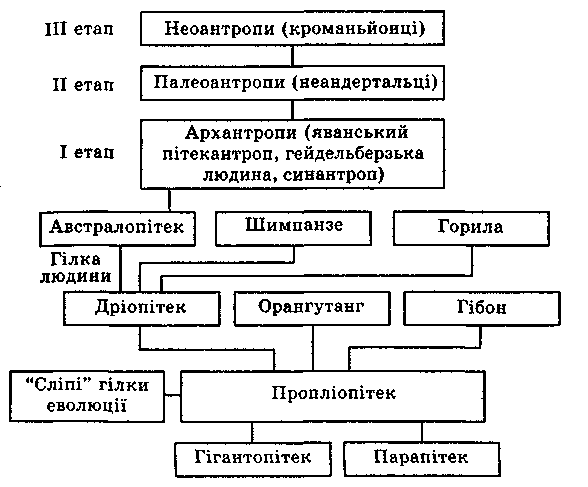 III етап
Неоантропи (кроманьйонці)
II етап
Палеоантропи (неандертальці)
I етап
Архантропи (яванський
пітекантроп, гейдельберзька
людина, синантроп)
Австралопітек
Шимпанзе
Горила
Гілка
людини
Дріопітек
Орангутанг
Гібон
“Сліпі” гілки
еволюції
Пропліопітек
Гігантопітек
Парапітек